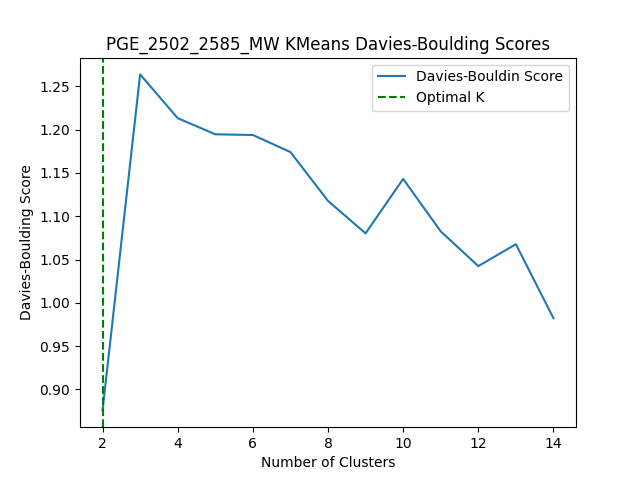 PGE_2502_2585_MW KMeans Davies-Boulding Scores
Davies-Bouldin Score
Optimal K
Davies-Boulding Score
1.25
1.20
1.15
1.10
1.05
1.00
0.95
0.90
2 4 6 8 10 12 14
Number of Clusters